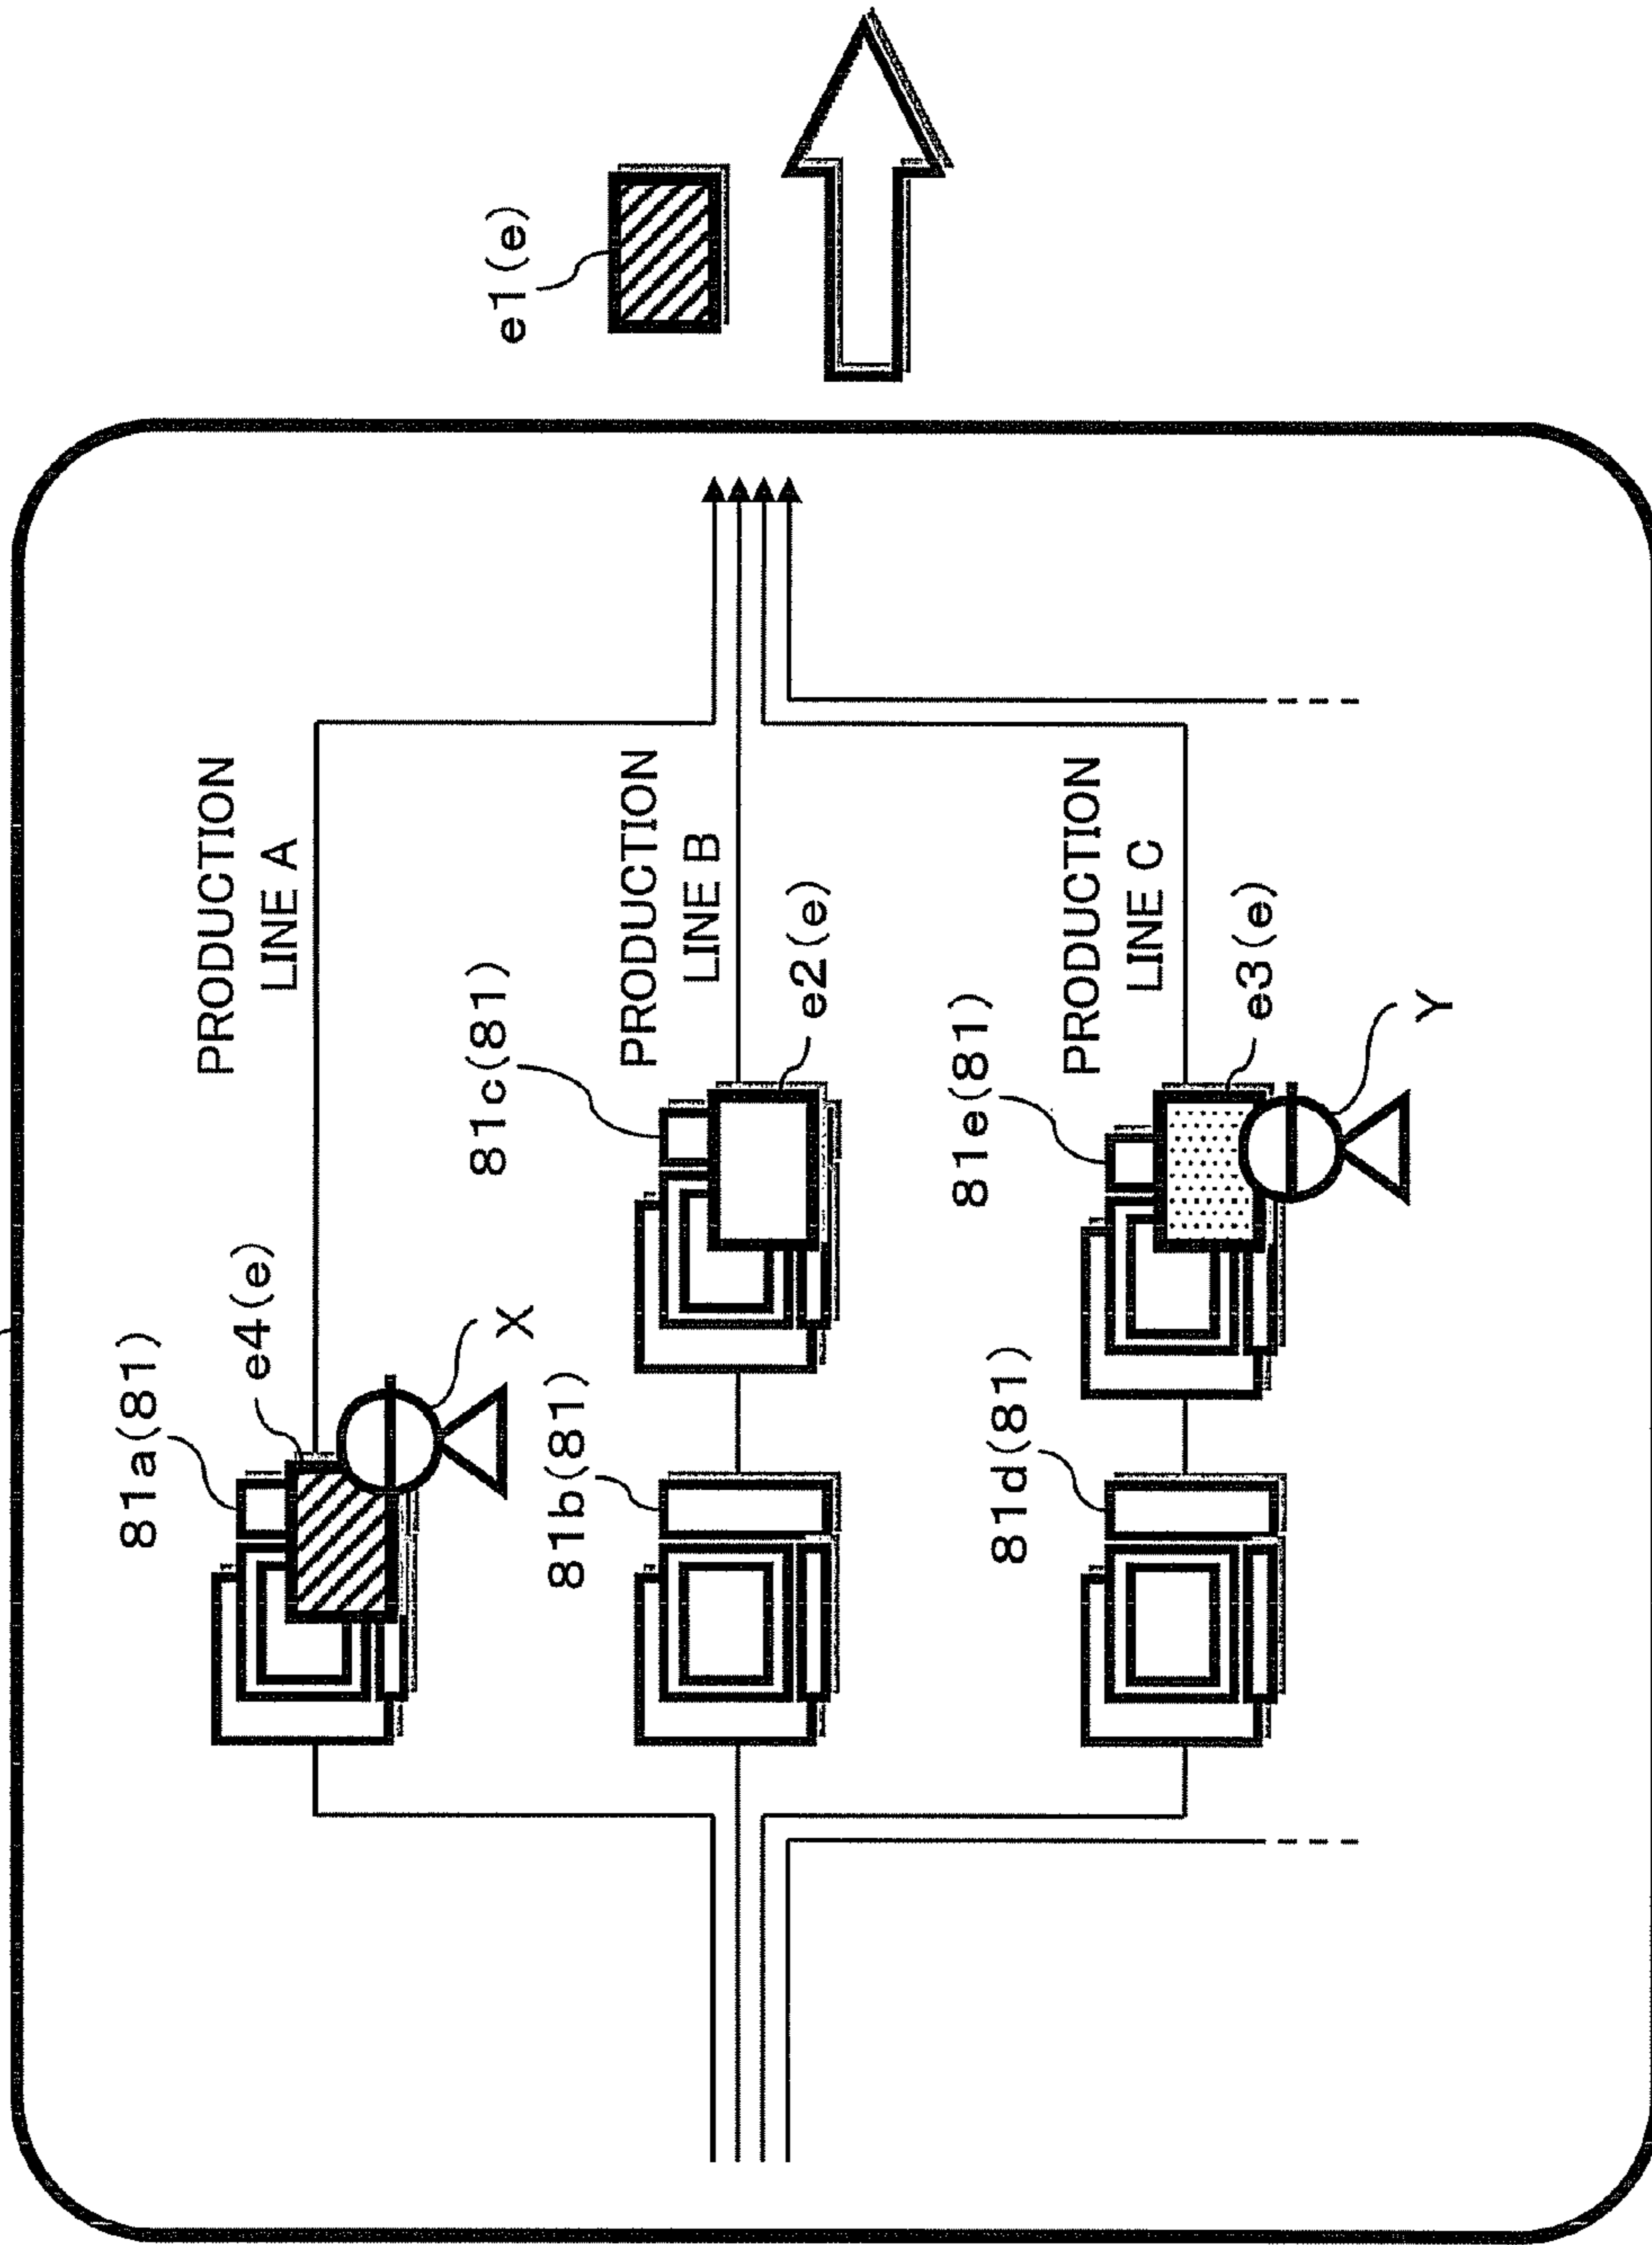 PRODUCTION
LINE A
81a(81)
e4(e)
X
PRODUCTION
LINE B
81c(81)
81b(81)
e2(e)
PRODUCTION
LINE C
81e(81)
81d(81)
e3(e)
Y
e1(e)